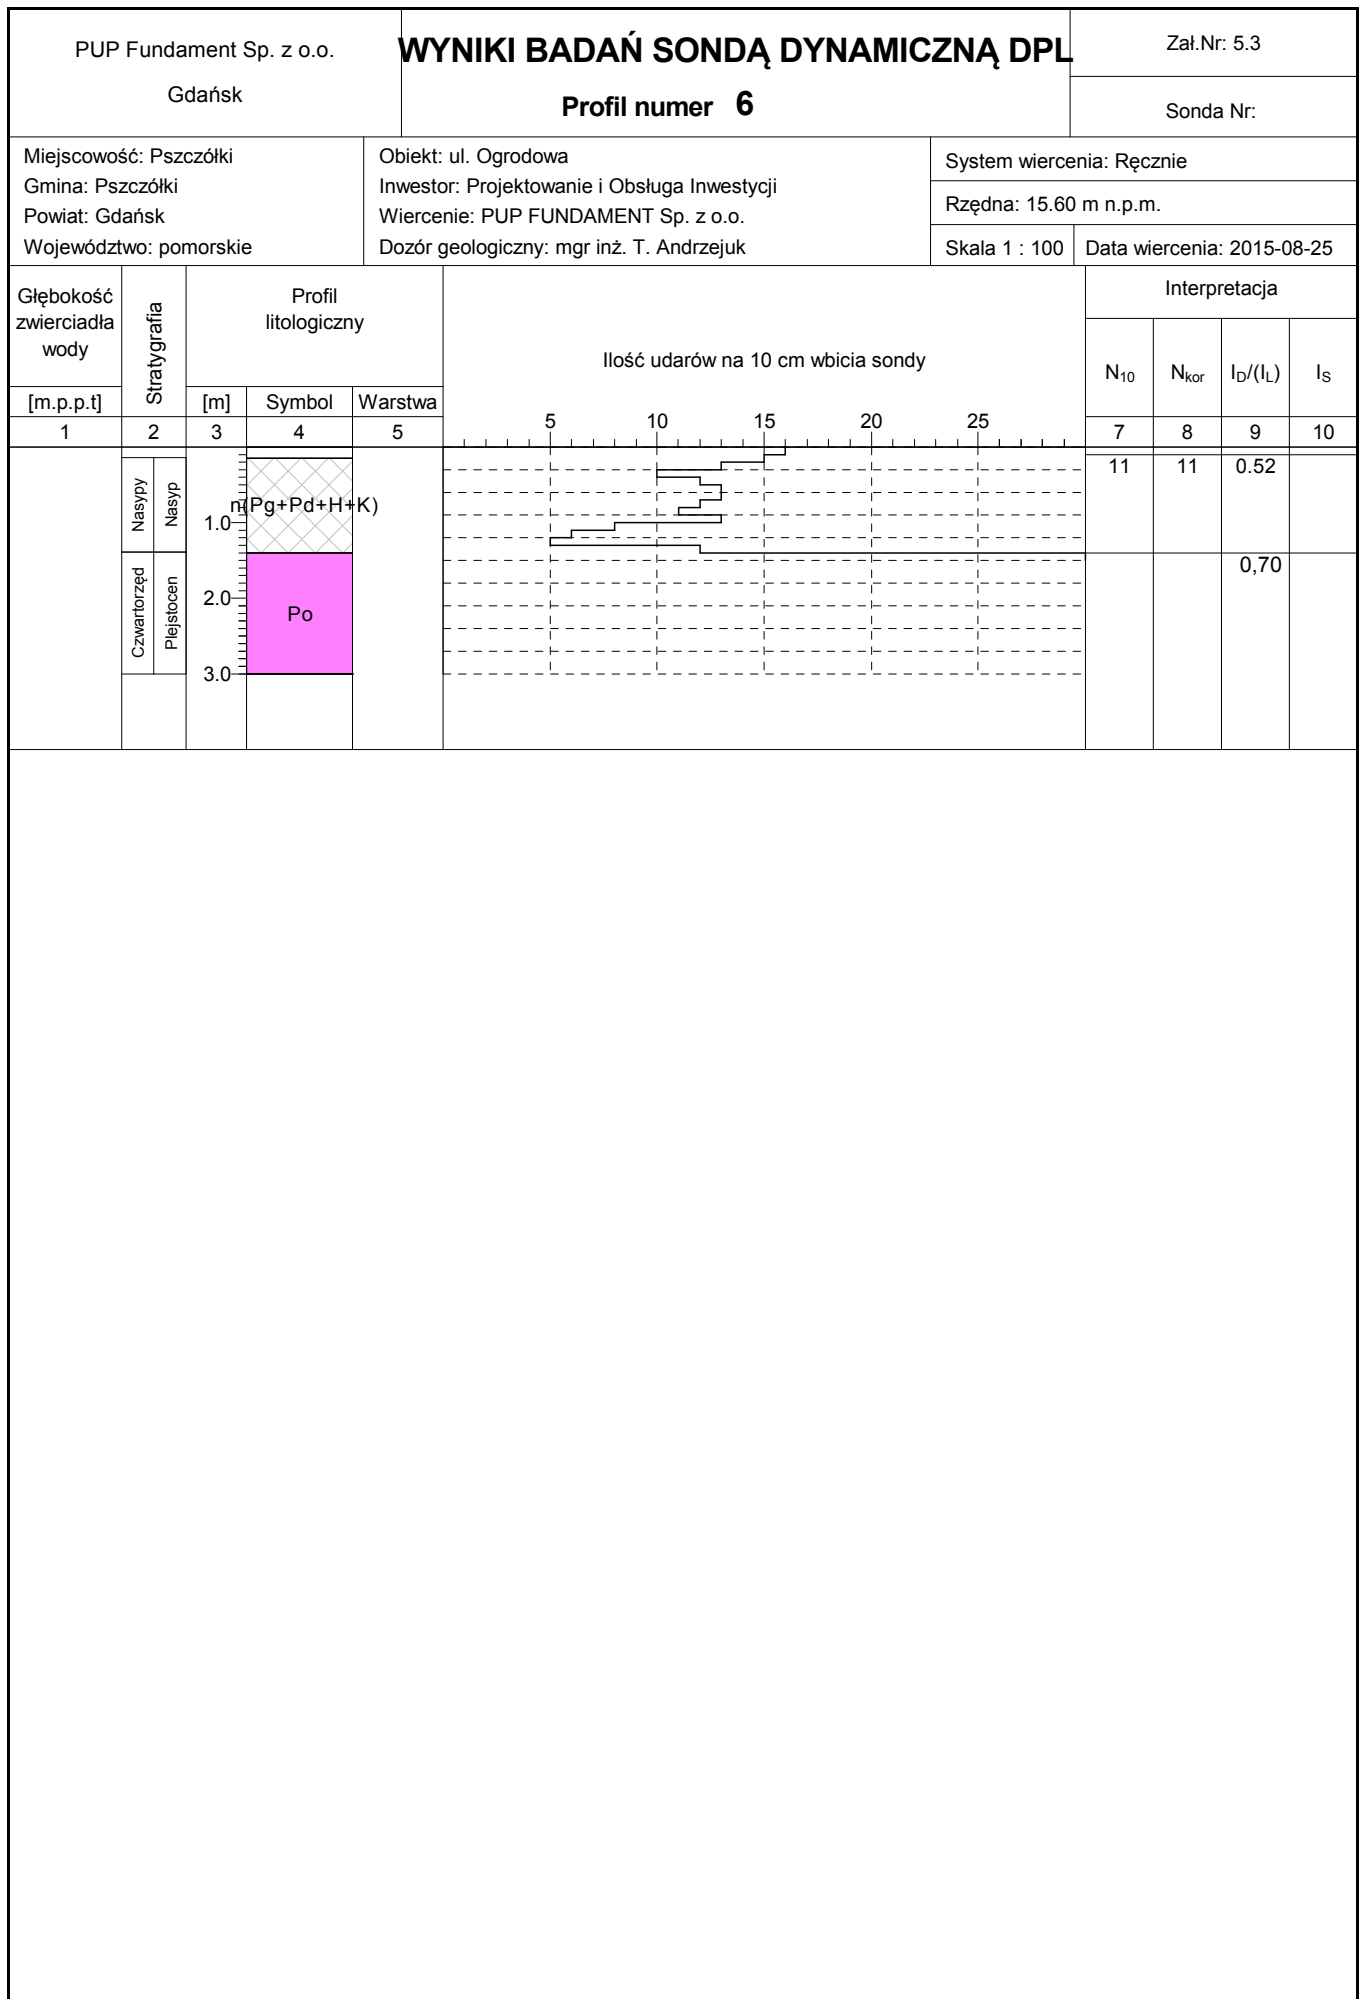 PUP Fundament Sp. z o.o.
Gdańsk
WYNIKI BADAŃ SONDĄ DYNAMICZNĄ DPL
Profil numer 6
Zał.Nr: 5.3
Sonda Nr:
Miejscowość: Pszczółki
Gmina: Pszczółki
Powiat: Gdańsk
Województwo: pomorskie
Obiekt: ul. Ogrodowa
Inwestor: Projektowanie i Obsługa Inwestycji
Wiercenie: PUP FUNDAMENT Sp. z o.o.
Dozór geologiczny: mgr inż. T. Andrzejuk
System wiercenia: Ręcznie
Rzędna: 15.60 m n.p.m.
Skala 1 : 100
Data wiercenia: 2015-08-25
Głębokość
zwierciadła
wody
[m.p.p.t]
Stratygrafia
Profil
litologiczny
[m] Symbol Warstwa
Ilość udarów na 10 cm wbicia sondy
5 10 15 20 25
Interpretacja
N10 Nkor ID/(IL) IS
1 2 3 4 5 7 8 9 10
Nasypy
Nasyp
n(Pg+Pd+H+K)
1.0
11 11 0.52
Czwartorzęd
Plejstocen
2.0
Po
3.0
0,70